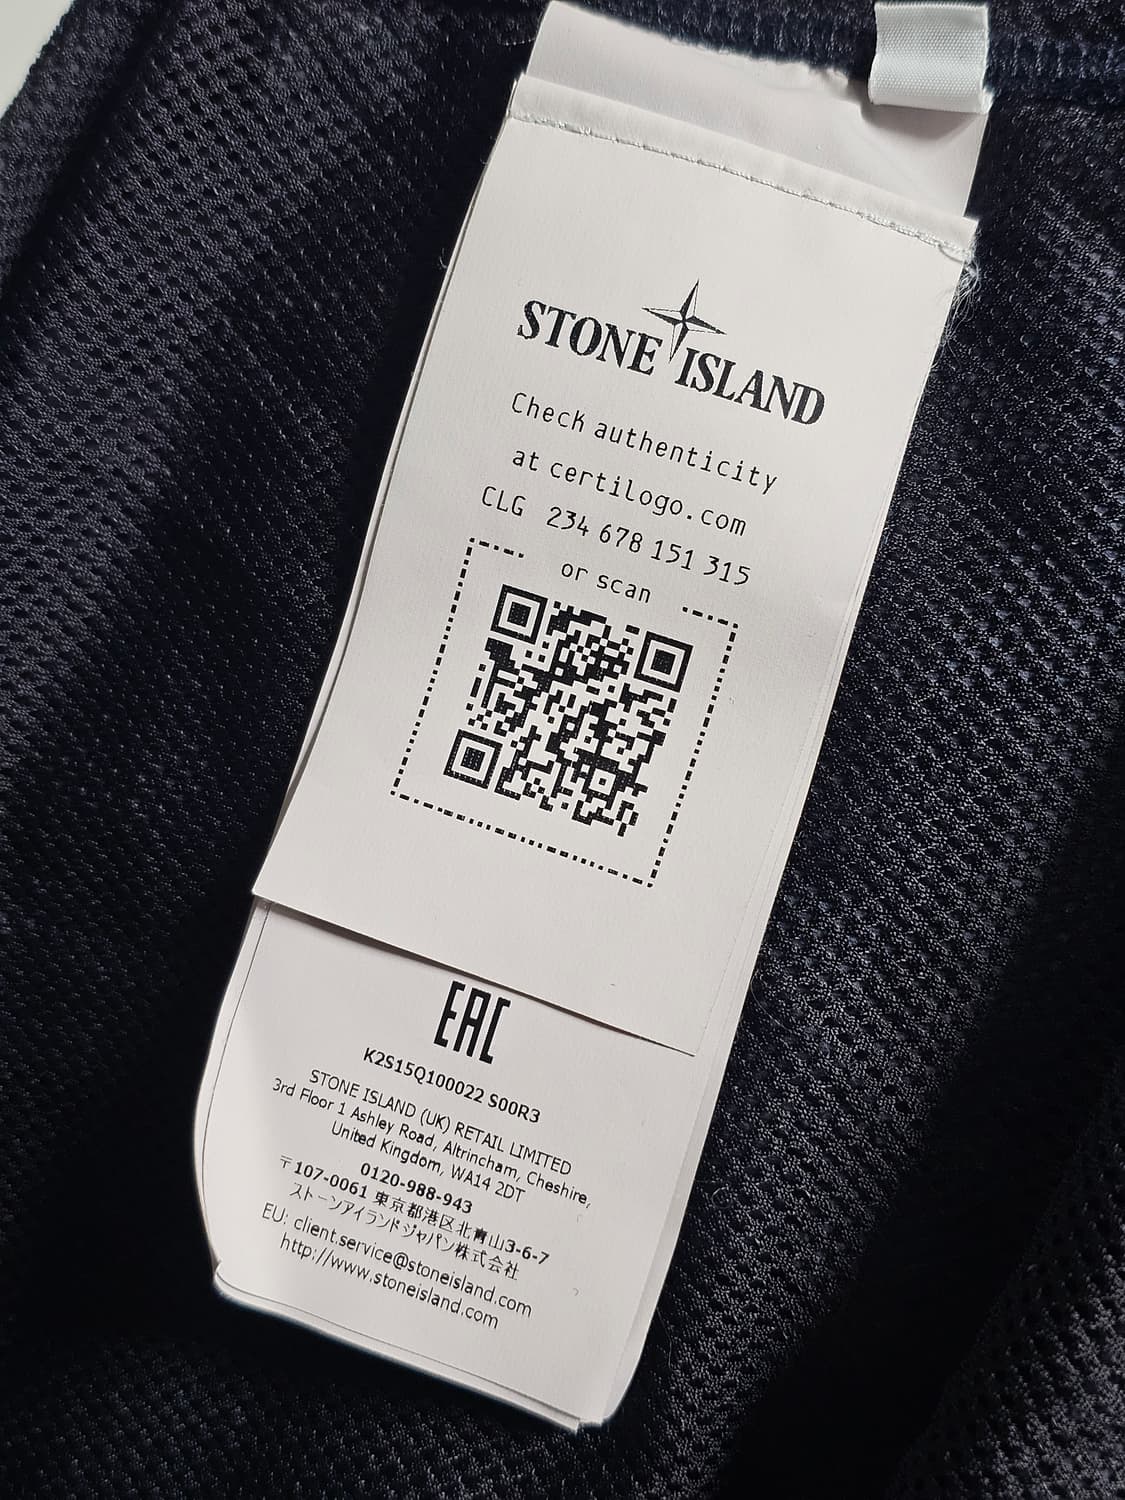 STONE ISLAND
Check authenticity
at certilogo.com
CLG 234 678 151 315
or scan
EAC
K2S15Q100022 S00R3
STONE ISLAND (UK) RETAIL LIMITED
3rd Floor 1 Ashley Road, Altrincham, Cheshire,
United Kingdom, WA14 2DT
0120-988-943
〒107-0061 東京都港区北青山3-6-7
ストーンアイランドジャパン株式会社
EU: client.service@stoneisland.com
http://www.stoneisland.com